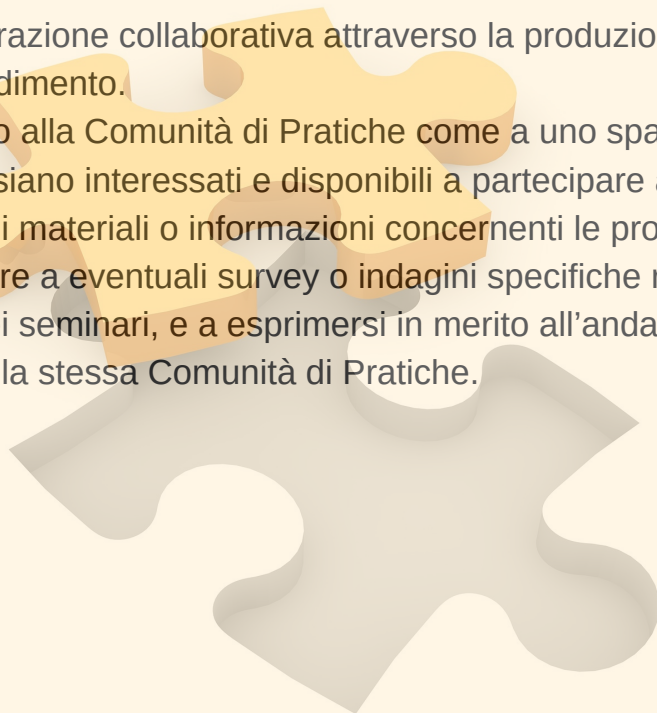 razione collaborativa attraverso la produzio
dimento.
o alla Comunità di Pratiche come a uno spa
siano interessati e disponibili a partecipare a
i materiali o informazioni concernenti le pro
re a eventuali survey o indagini specifiche
i seminari, e a esprimersi in merito all’anda
la stessa Comunità di Pratiche.